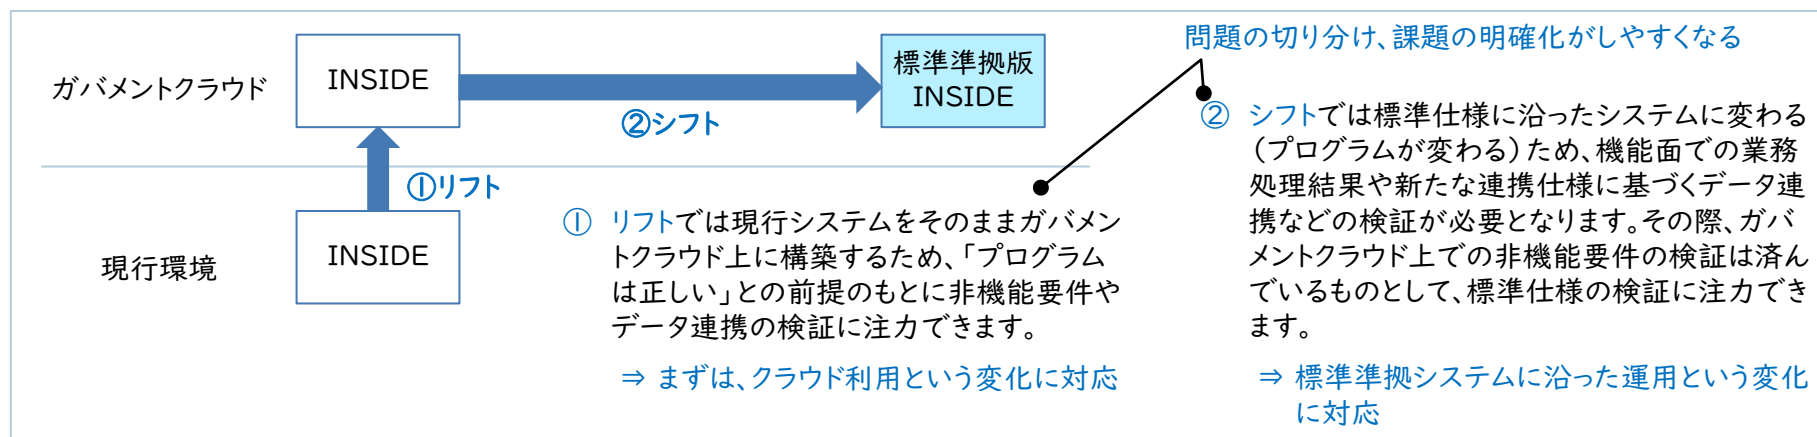 ガバメントクラウド
INSIDE
②シフト
標準準拠版
INSIDE
①リフト
現行環境
INSIDE
問題の切り分け、課題の明確化がしやすくなる
① リフトでは現行システムをそのままガバメン
トクラウド上に構築するため、「プログラム
は正しい」との前提のもとに非機能要件や
データ連携の検証に注力できます。
⇒ まずは、クラウド利用という変化に対応
② シフトでは標準仕様に沿ったシステムに変わる
（プログラムが変わる）ため、機能面での業務
処理結果や新たな連携仕様に基づくデータ連
携などの検証が必要となります。その際、ガバ
メントクラウド上での非機能要件の検証は済ん
でいるものとして、標準仕様の検証に注力でき
ます。
⇒ 標準準拠システムに沿った運用という変化
に対応